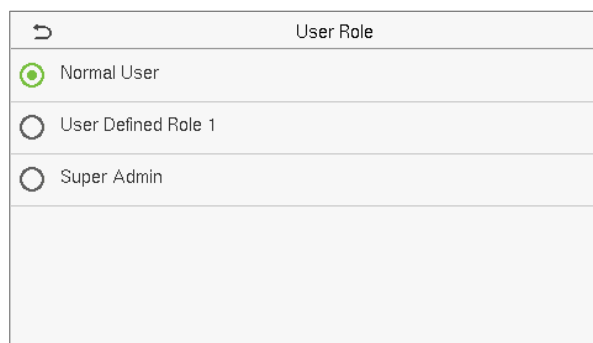 User Role
Normal User
User Defined Role 1
Super Admin